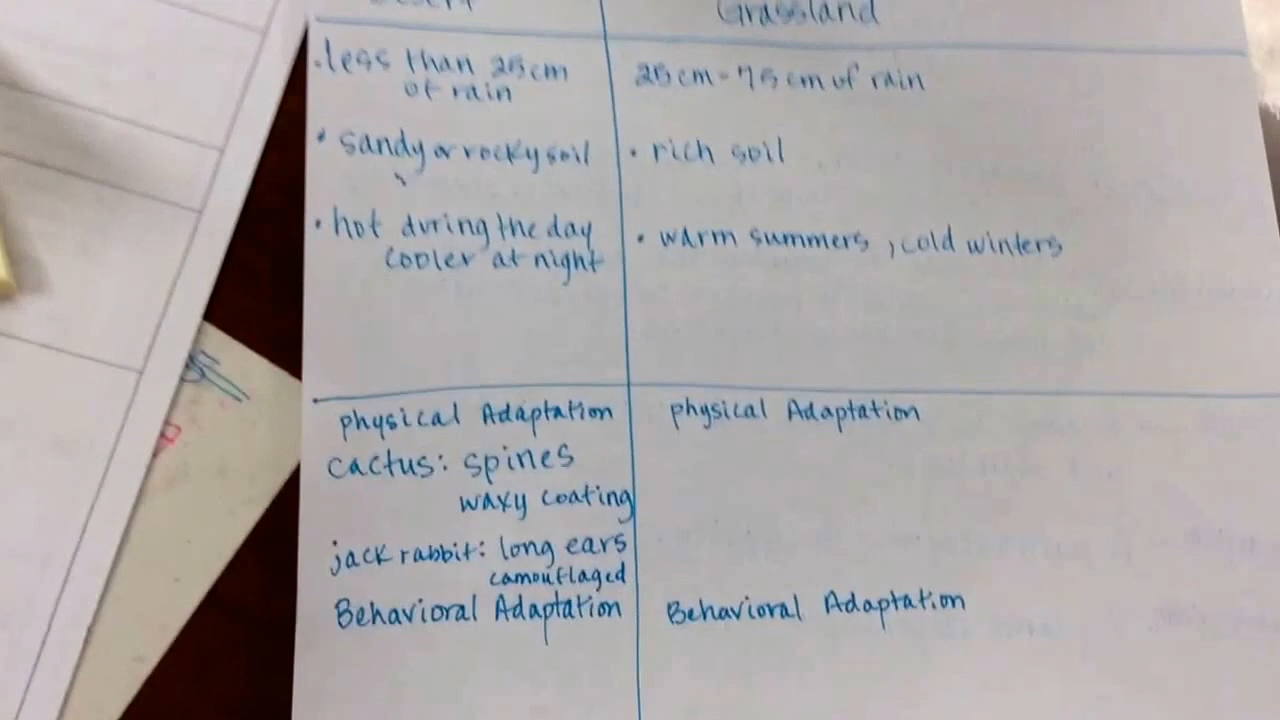 Grassland
.less than 25cm
of rain
25cm-75cm of rain
• sandy or rocky soil
• rich soil
• hot during the day
cooler at night
• warm summers, cold winters
physical Adaptation
cactus: spines
waxy coating
jack rabbit: long ears
camouflaged
Behavioral Adaptation
physical Adaptation
Behavioral Adaptation